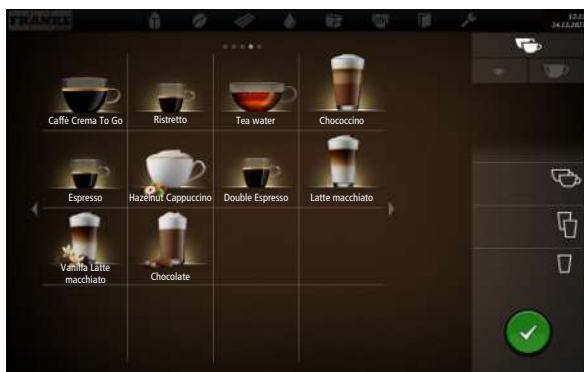 FRANKE
Caffè Crema To Go
Ristretto
Tea water
Chococcino
Espresso
Hazelnut Cappuccino
Double Espresso
Latte macchiato
Vanilla Latte
macchiato
Chocolate